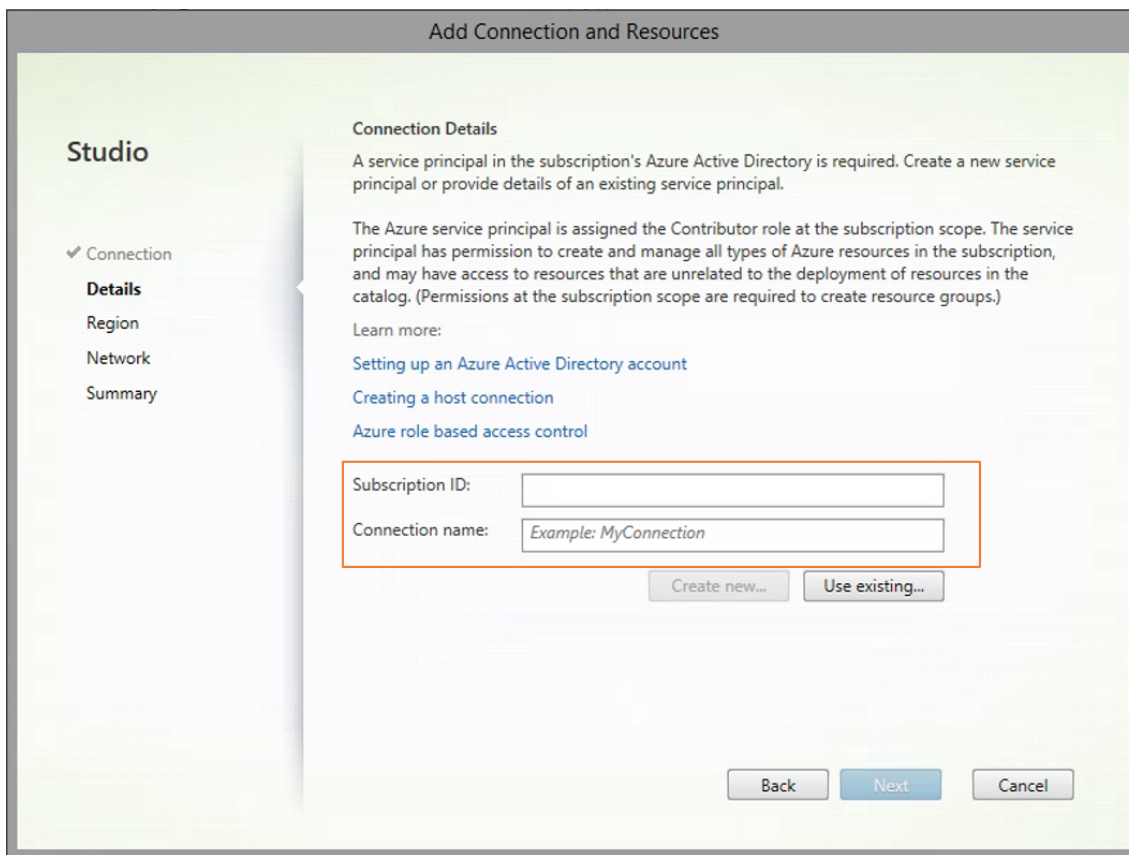 Add Connection and Resources
Studio
Connection
Details
Region
Network
Summary
Connection Details
A service principal in the subscription's Azure Active Directory is required. Create a new service
principal or provide details of an existing service principal.
The Azure service principal is assigned the Contributor role at the subscription scope. The service
principal has permission to create and manage all types of Azure resources in the subscription,
and may have access to resources that are unrelated to the deployment of resources in the
catalog. (Permissions at the subscription scope are required to create resource groups.)
Learn more:
Setting up an Azure Active Directory account
Creating a host connection
Azure role based access control
Subscription ID:
Connection name: Example: MyConnection
Create new... Use existing...
Back Next Cancel